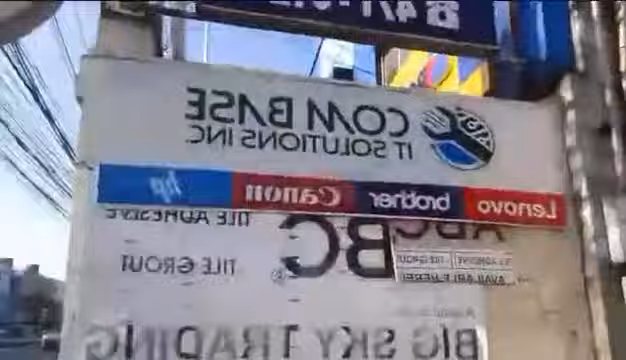 COM BASE
IT SOLUTIONS INC
Lenovo brother Canon hp
ABC
TILE ADHESIVE
TILE GROUT
BIG SKY TRADING